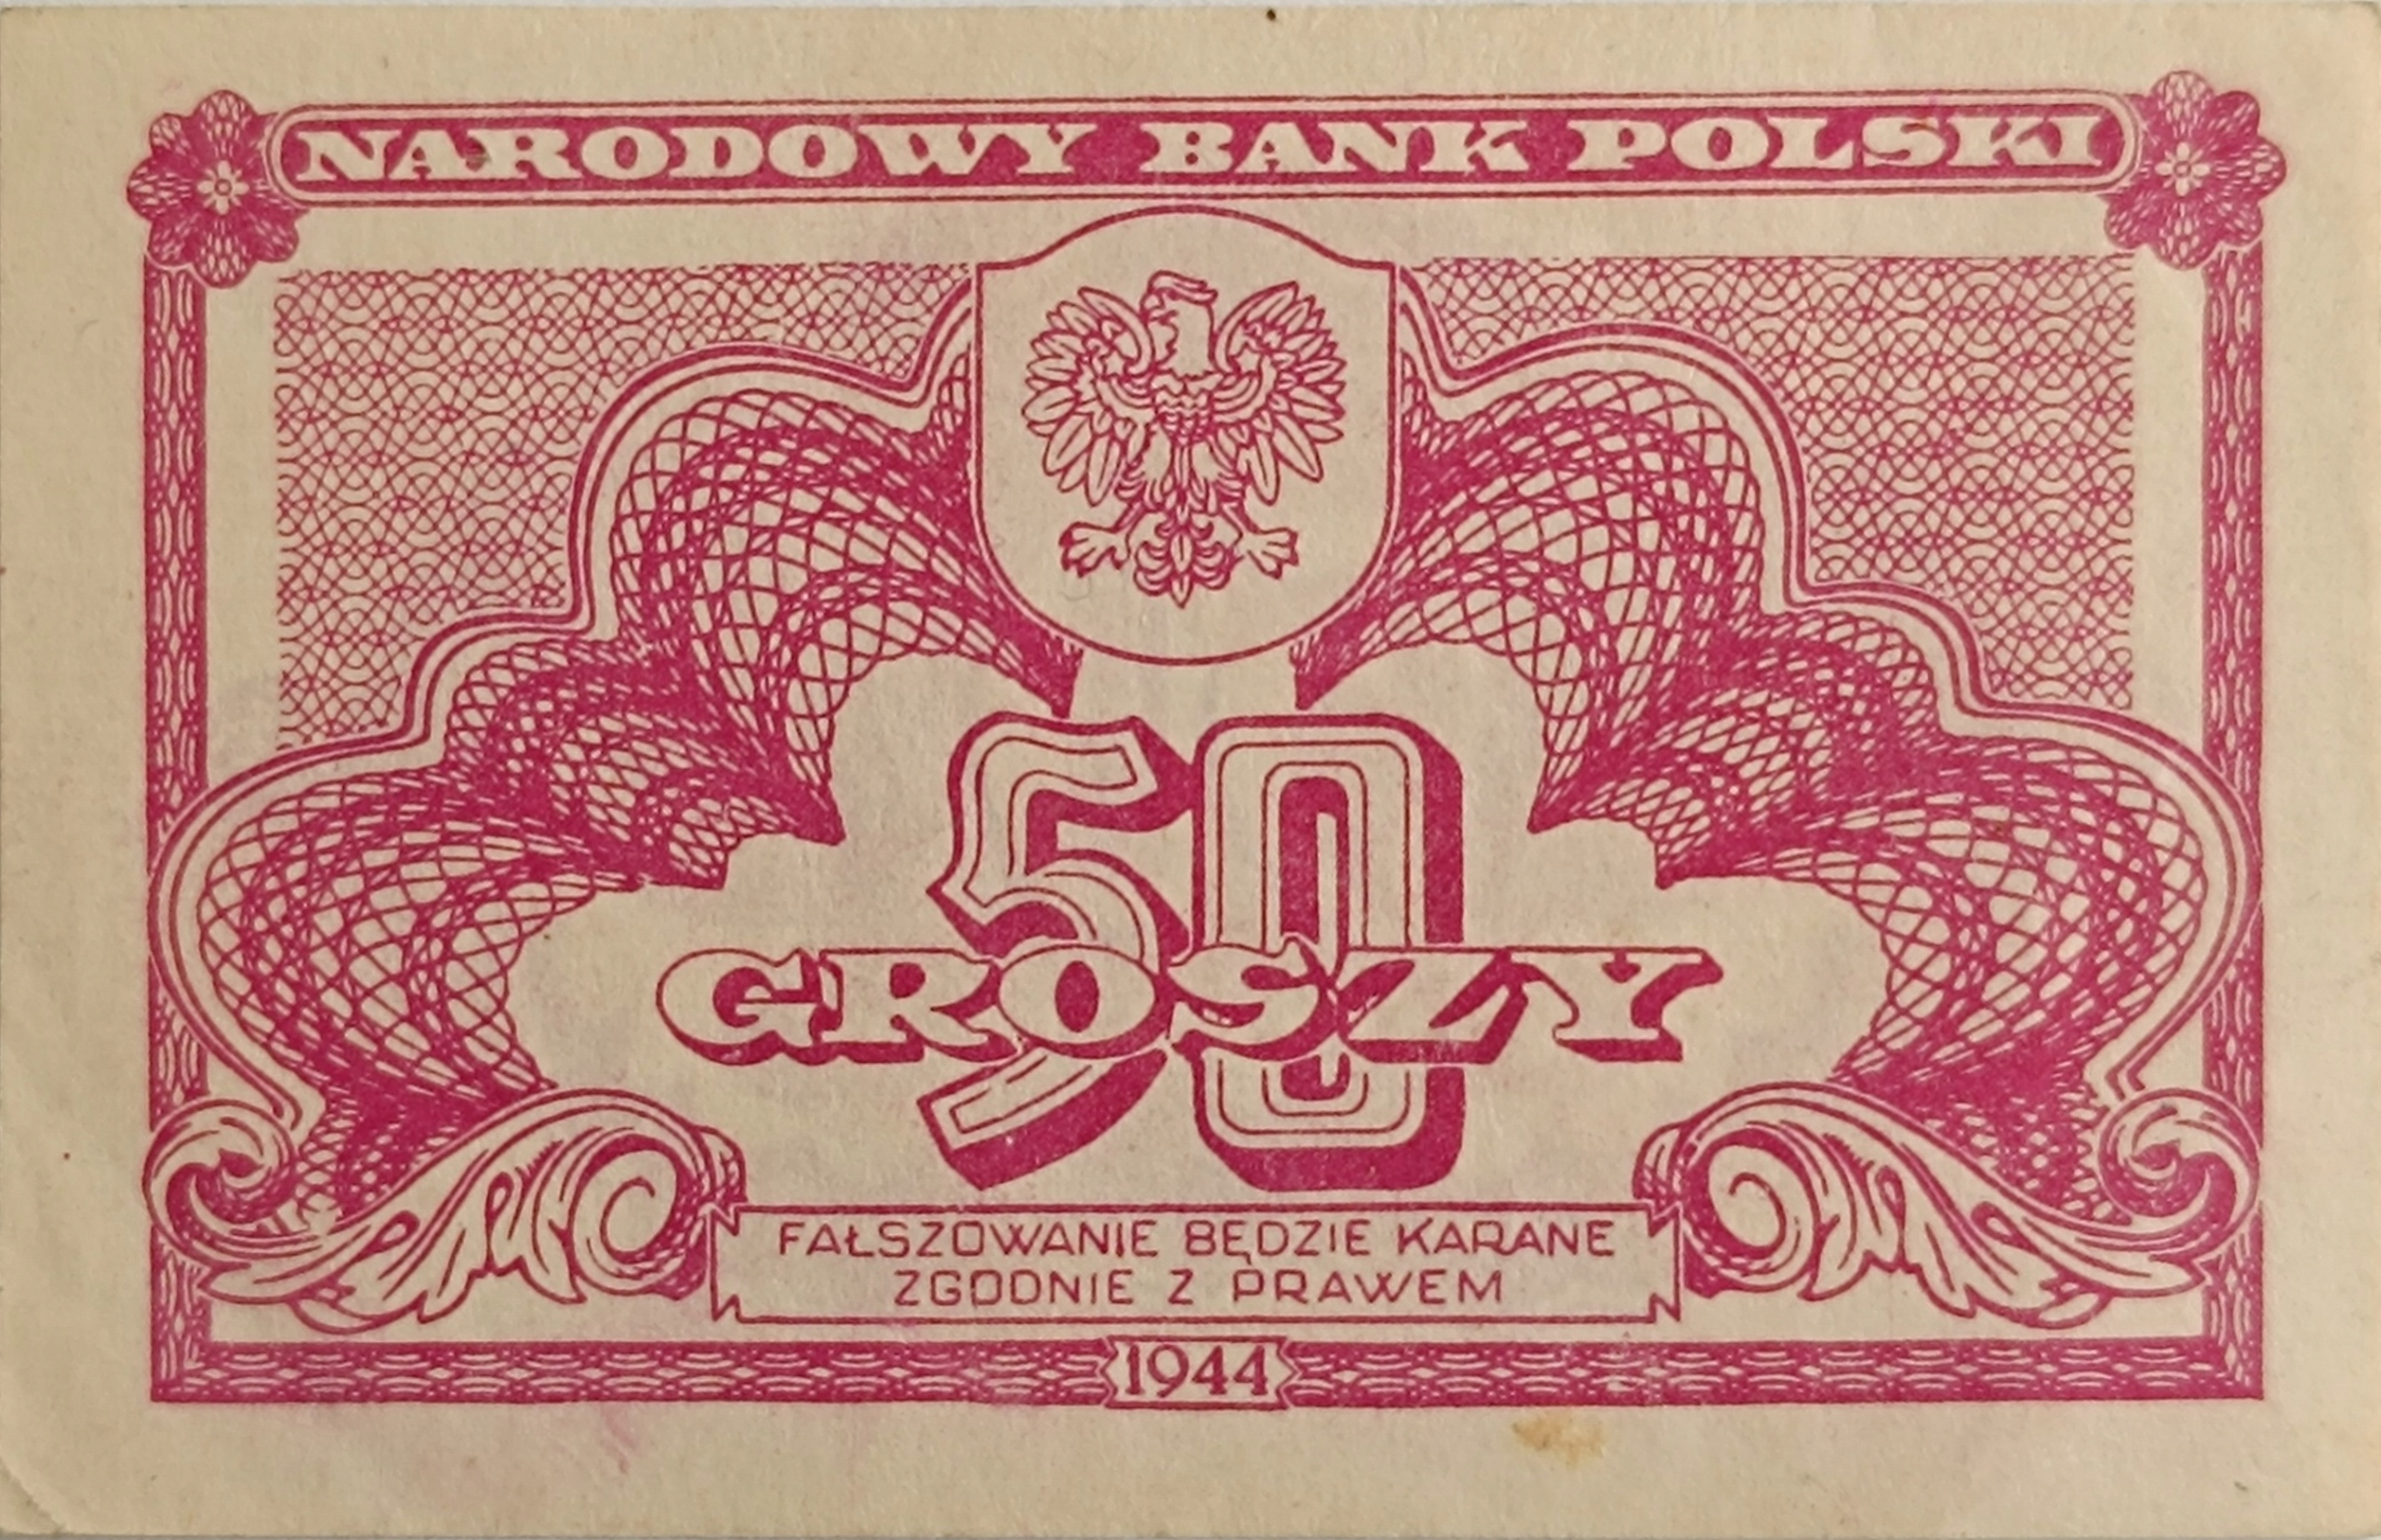 NARODOWY BANK POLSKI
50
GROSZY
FAŁSZOWANIE BĘDZIE KARANE
ZGODNIE Z PRAWEM
1944